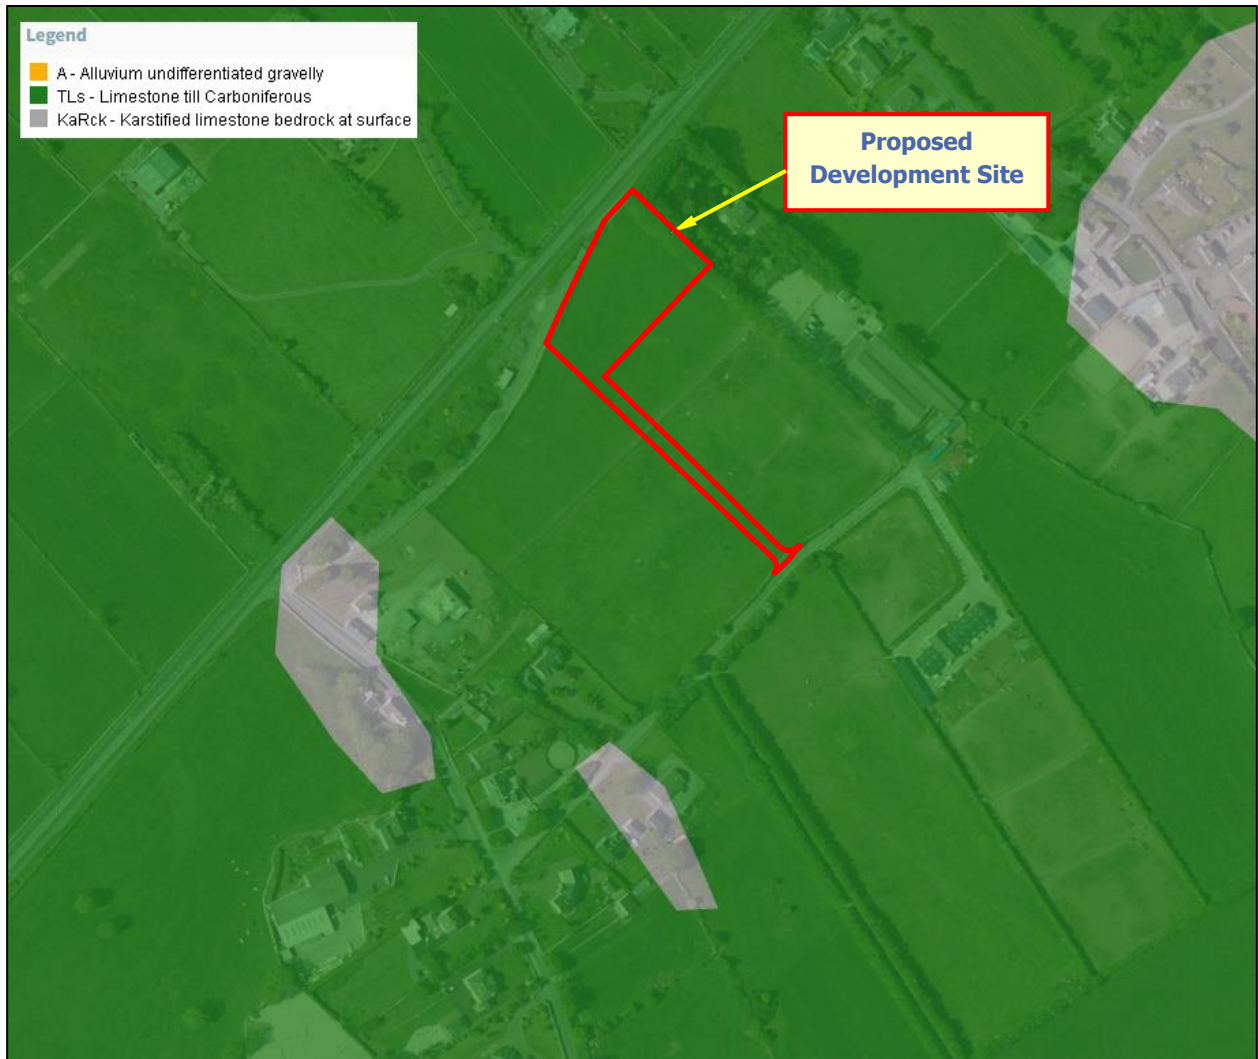 Legend
A - Alluvium undifferentiated gravelly
TLs - Limestone till Carboniferous
KaRck - Karstified limestone bedrock at surface
Proposed
Development Site